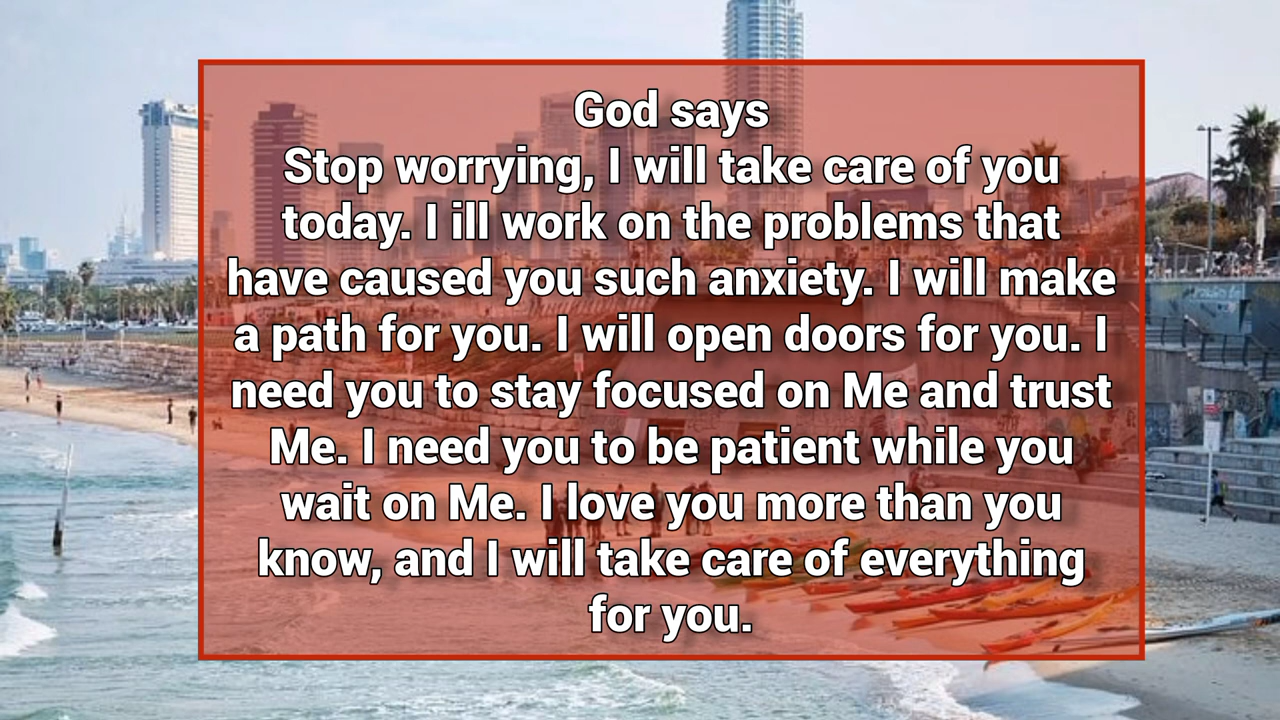 God says
Stop worrying, I will take care of you
today. I ill work on the problems that
have caused you such anxiety. I will make
a path for you. I will open doors for you. I
need you to stay focused on Me and trust
Me. I need you to be patient while you
wait on Me. I love you more than you
know, and I will take care of everything
for you.